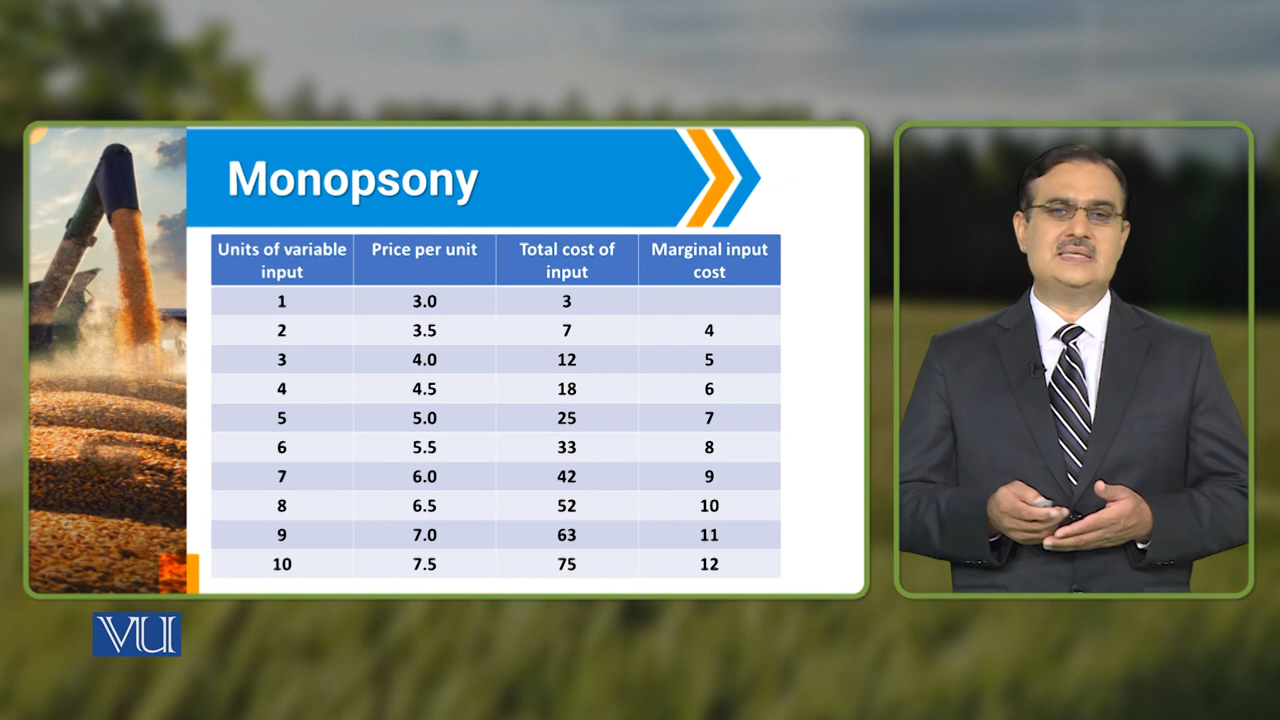 Monopsony
Units of variable input Price per unit Total cost of input Marginal input cost
1 3.0 3
2 3.5 7 4
3 4.0 12 5
4 4.5 18 6
5 5.0 25 7
6 5.5 33 8
7 6.0 42 9
8 6.5 52 10
9 7.0 63 11
10 7.5 75 12
VU